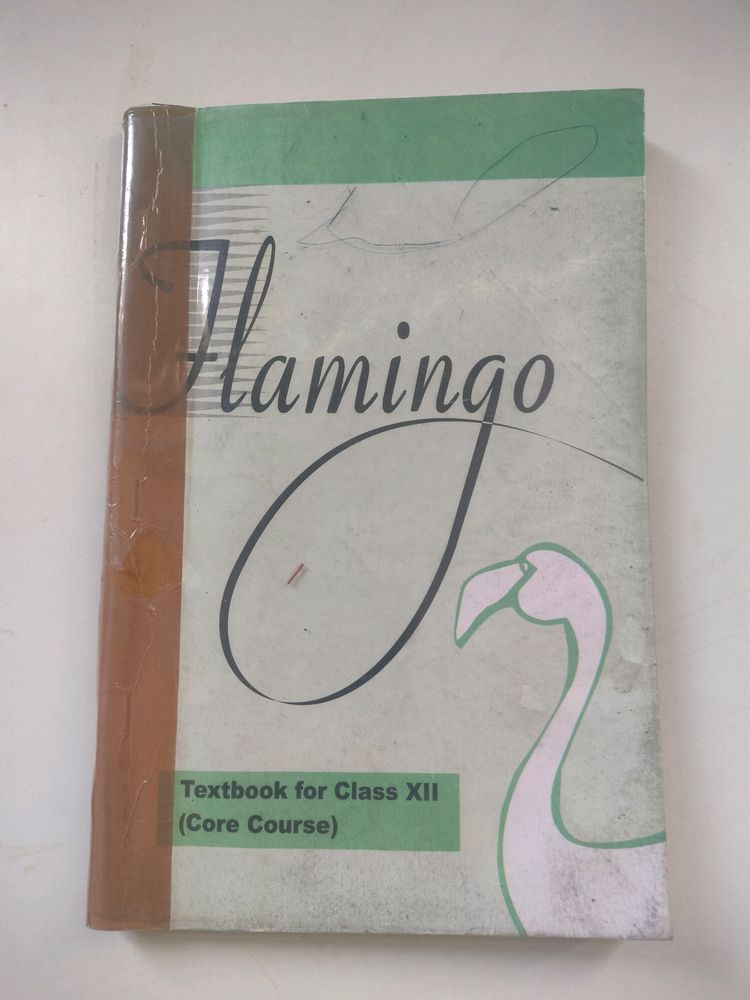 Flamingo
Textbook for Class XII
(Core Course)